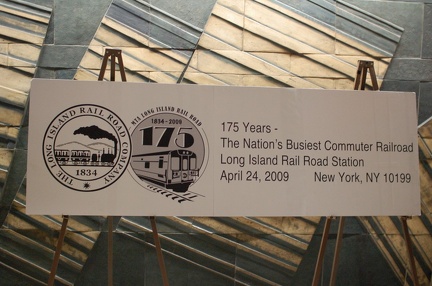 THE LONG ISLAND RAIL ROAD COMPANY
1834
MTA LONG ISLAND RAIL ROAD
1834-2009
175
175 Years -
The Nation's Busiest Commuter Railroad
Long Island Rail Road Station
April 24, 2009 New York, NY 10199